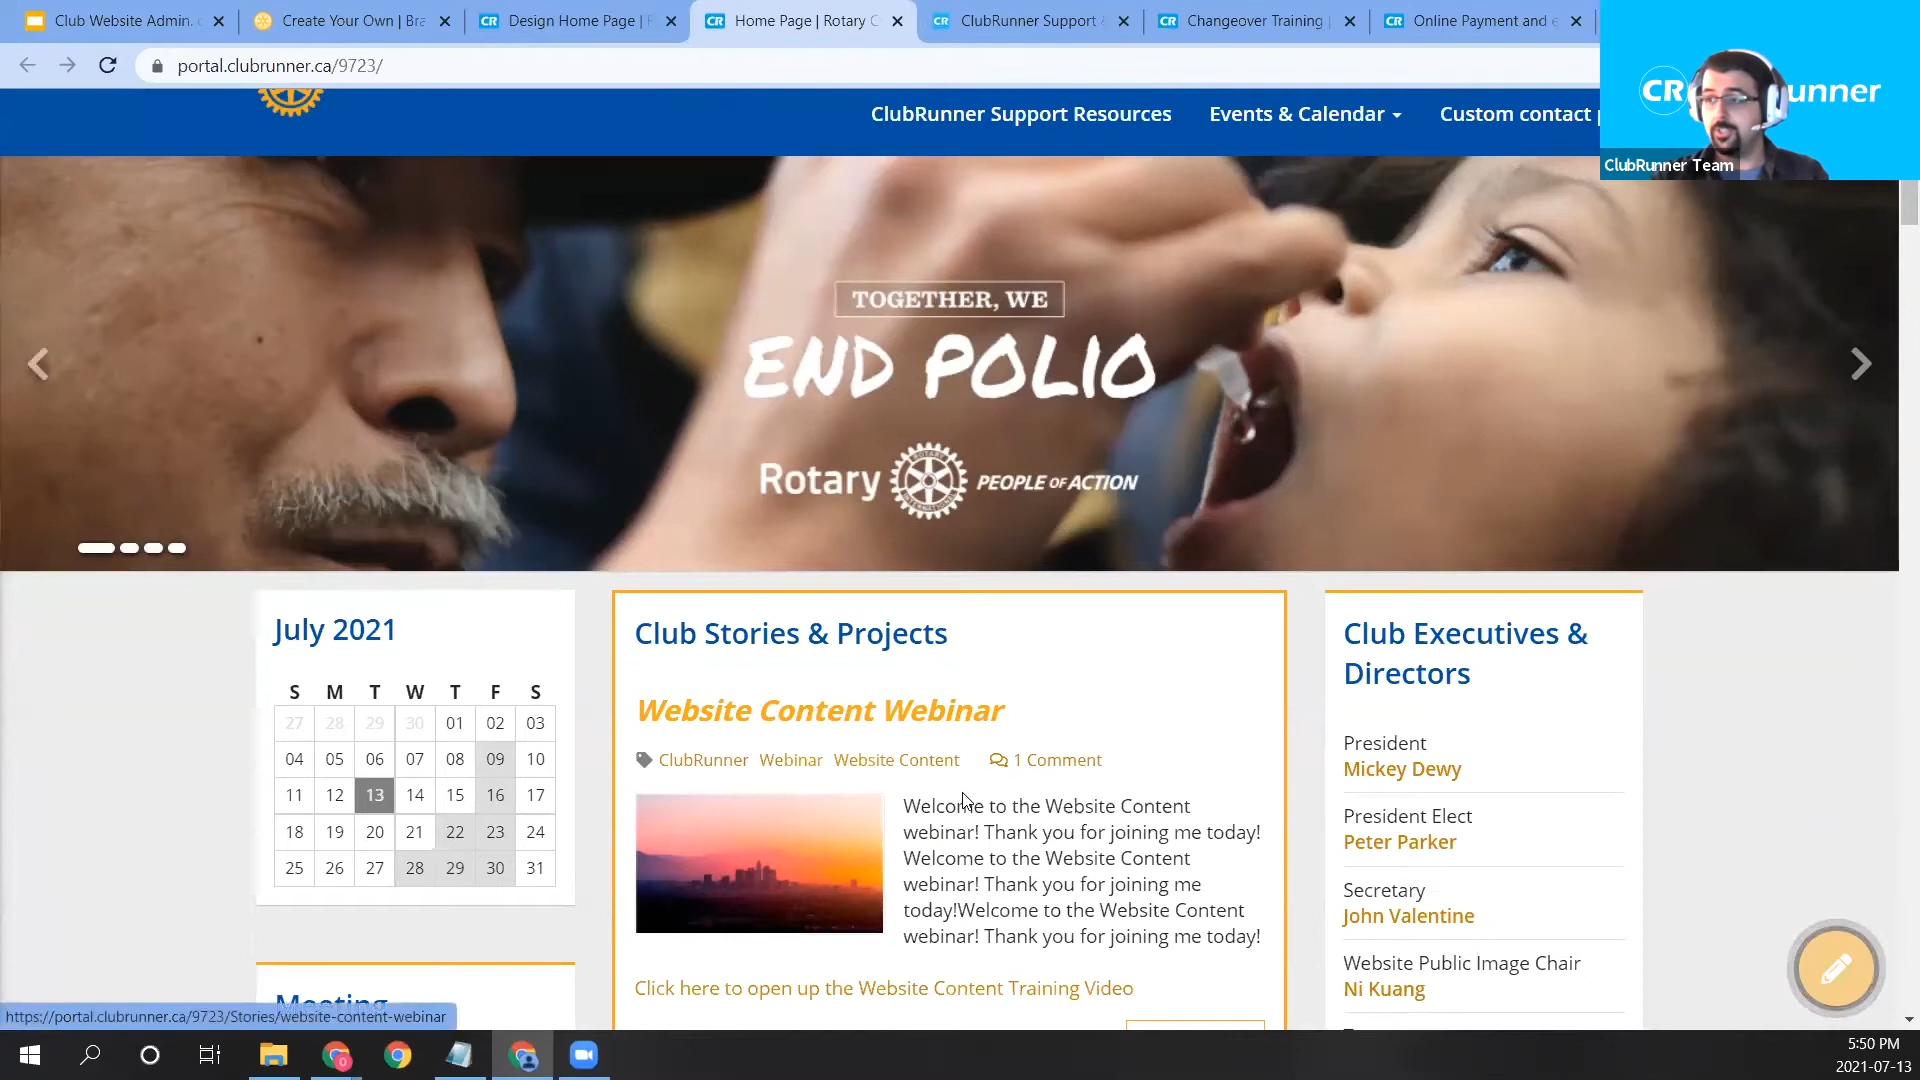 Club Website Admin.
Create Your Own | Bra
CR Design Home Page |
CR Home Page | Rotary C
CR ClubRunner Support
CR Changeover Training |
CR Online Payment and e
portal.clubrunner.ca/9723/
ClubRunner Support Resources
Events & Calendar
Custom contact
CR unner
ClubRunner Team
TOGETHER, WE
END POLIO
Rotary
PEOPLE OF ACTION
July 2021
S M T W T F S
27 28 29 30 01 02 03
04 05 06 07 08 09 10
11 12 13 14 15 16 17
18 19 20 21 22 23 24
25 26 27 28 29 30 31
Meeting
Club Stories & Projects
Website Content Webinar
ClubRunner Webinar Website Content 1 Comment
Welcome to the Website Content
webinar! Thank you for joining me today!
Welcome to the Website Content
webinar! Thank you for joining me
today!Welcome to the Website Content
webinar! Thank you for joining me today!
Click here to open up the Website Content Training Video
Club Executives &
Directors
President
Mickey Dewy
President Elect
Peter Parker
Secretary
John Valentine
Website Public Image Chair
Ni Kuang
https://portal.clubrunner.ca/9723/Stories/website-content-webinar
5:50 PM
2021-07-13